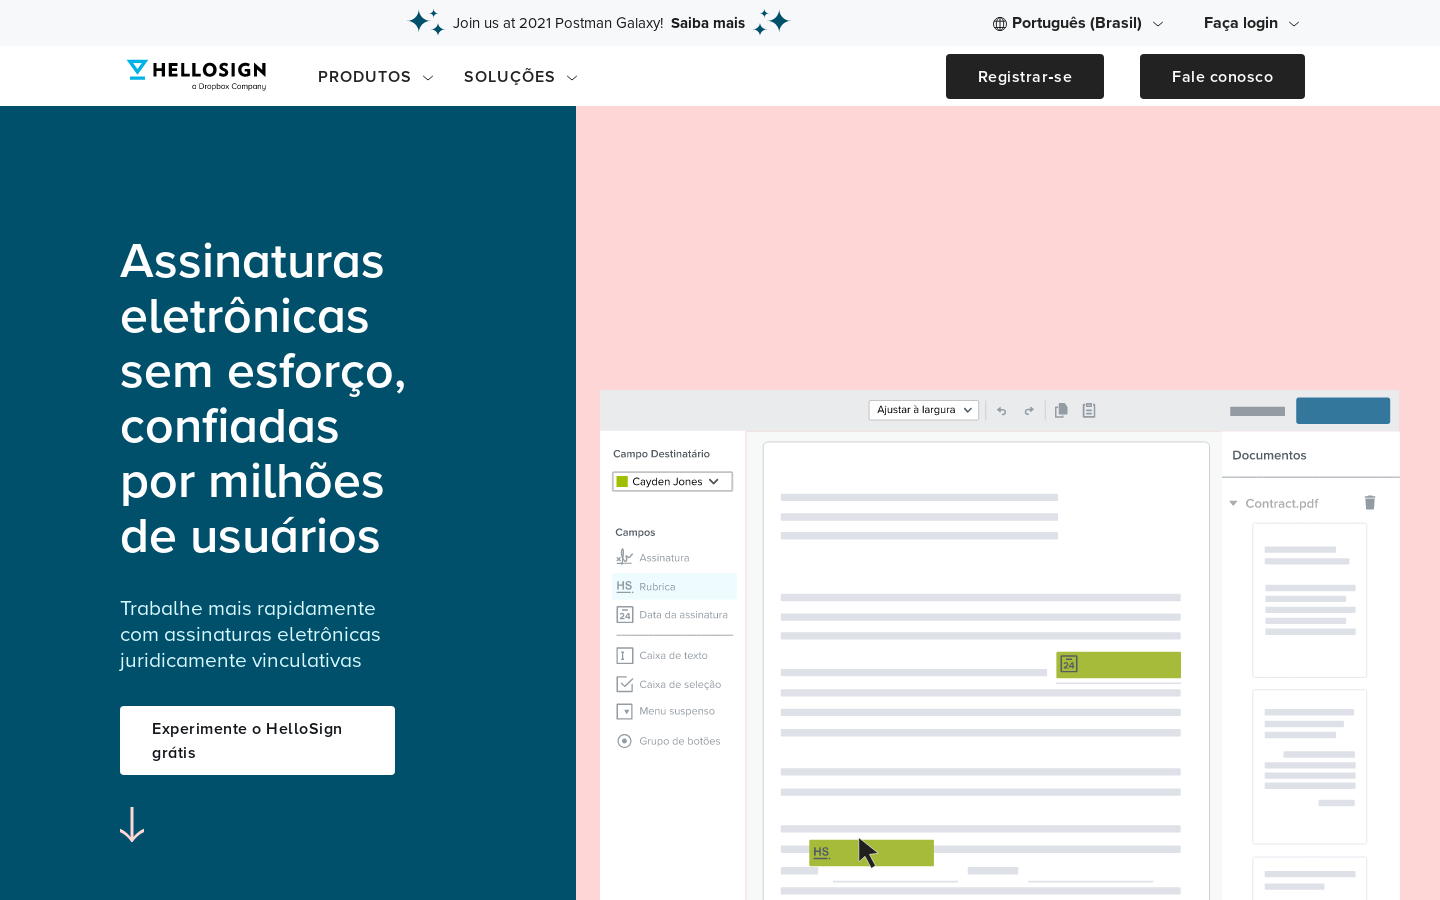 Join us at 2021 Postman Galaxy! Saiba mais
Português (Brasil)
Faça login
HELLOSIGN
a Dropbox Company
PRODUTOS
SOLUÇÕES
Registrar-se
Fale conosco
Assinaturas
eletrônicas
sem esforço,
confiadas
por milhões
de usuários
Trabalhe mais rapidamente
com assinaturas eletrônicas
juridicamente vinculativas
Experimente o HelloSign
grátis
Ajustar à largura
Campo Destinatário
Cayden Jones
Campos
Assinatura
HS Rubrica
24 Data da assinatura
Caixa de texto
Caixa de seleção
Menu suspenso
Grupo de botões
24
HS
Documentos
Contract.pdf